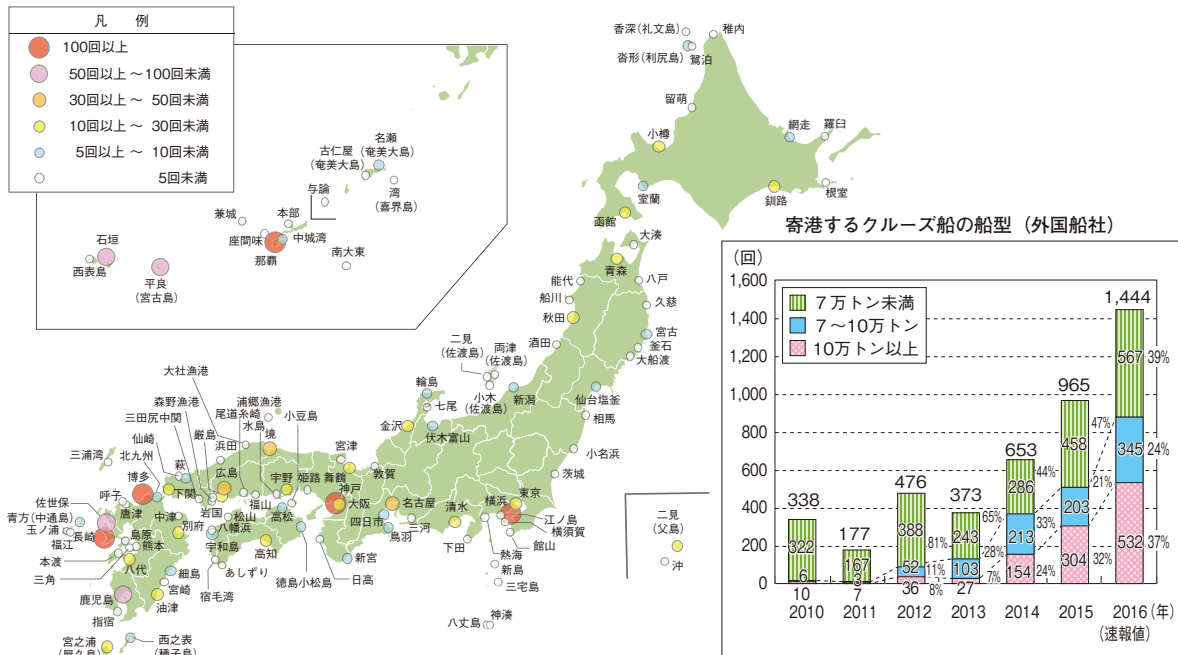 凡　例
100回以上
50回以上～100回未満
30回以上～ 50回未満
10回以上～ 30回未満
5回以上～ 10回未満
5回未満
名瀬
（奄美大島）
古仁屋
（奄美大島）
湾
（喜界島）
与論
兼城
本部
座間味
中城湾
那覇
南大東
石垣
西表島
平良
（宮古島）
香深（礼文島）
稚内
沓形（利尻島）
鴛泊
留萌
小樽
網走
羅臼
室蘭
釧路
根室
函館
大湊
青森
能代
八戸
船川
久慈
秋田
宮古
釜石
酒田
大船渡
二見
（佐渡島）
両津
（佐渡島）
小木
（佐渡島）
新潟
仙台塩釜
相馬
小名浜
茨城
輪島
七尾
金沢
伏木富山
大社漁港
浦郷漁港
森野漁港
尾道糸崎
小豆島
三田尻中関
水島
仙崎
厳島
境
北九州
浜田
宮津
三浦湾
萩
広島
宇野
姫路
舞鶴
敦賀
博多
神戸
東京
佐世保
呼子
下関
福山
大阪
名古屋
清水
横浜
唐津
岩国
松山
高松
青方（中通島）
中津
別府
八幡浜
四日市
三河
江ノ島
玉ノ浦
長崎
島原
横須賀
福江
熊本
宇和島
高知
鳥羽
下田
館山
本渡
八代
あしずり
新宮
熱海
三角
細島
宿毛湾
徳島小松島
日高
新島
宮崎
三宅島
鹿児島
油津
神湊
指宿
八丈島
宮之浦
（屋久島）
西之表
（種子島）
二見
（父島）
沖
寄港するクルーズ船の船型（外国船社）
（回）
７万トン未満
７～10万トン
10万トン以上
1,600
1,400
1,200
1,000
800
600
400
200
0
338
322
6
10
177
167
3
7
476
388
81%
52
11%
36
8%
373
243
65%
103
28%
27
7%
653
286
44%
213
33%
154
24%
965
458
47%
203
21%
304
32%
1,444
567
39%
345
24%
532
37%
2010
2011
2012
2013
2014
2015
2016 (年)
(速報値)